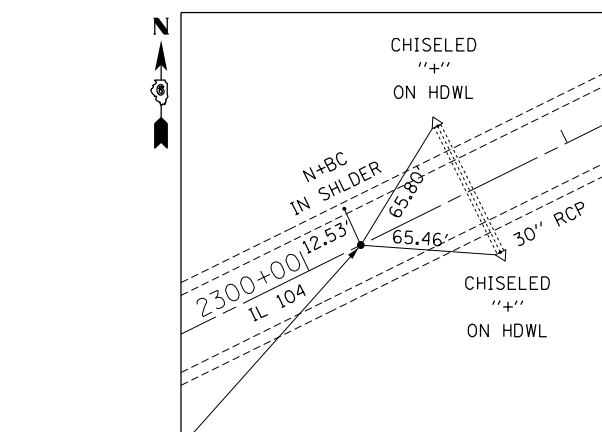 N
6
CHISELED
"+"
ON HDWL
N+BC
IN SHLDER
65.80'
12.53'
65.46'
30" RCP
2300+00
IL 104
CHISELED
"+"
ON HDWL